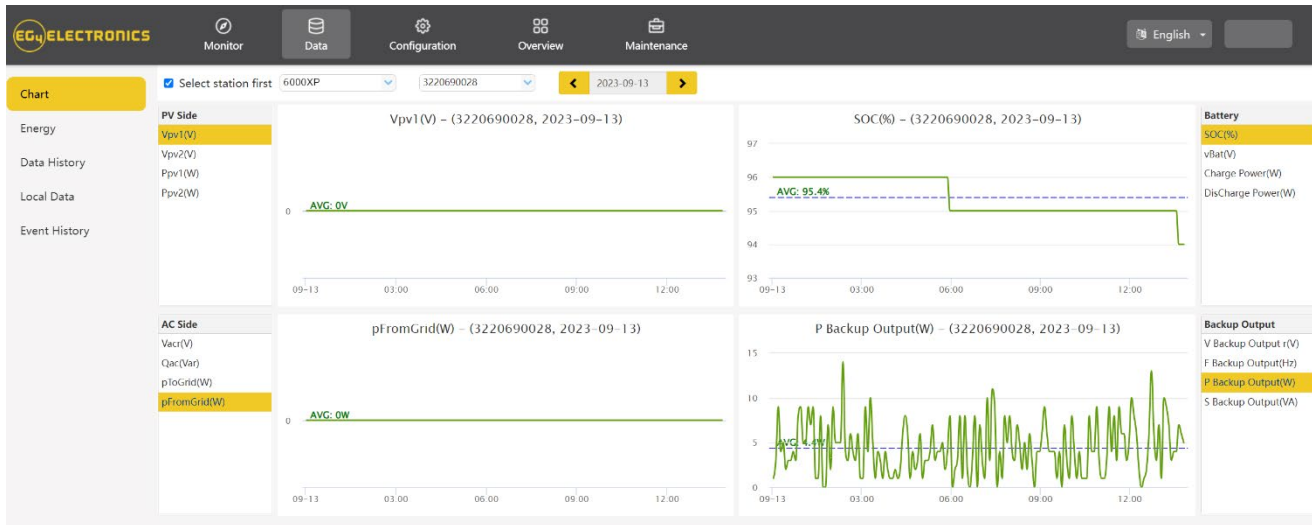 EG4 ELECTRONICS
Monitor
Data
Configuration
Overview
Maintenance
English
Chart
Energy
Data History
Local Data
Event History
Select station first 6000XP 3220690028 2023-09-13
PV Side
Vpv1(V)
Vpv2(V)
Ppv1(W)
Ppv2(W)
Vpv1(V) – (3220690028, 2023-09-13)
AVG: 0V
0
09-13 03:00 06:00 09:00 12:00
SOC(%) – (3220690028, 2023-09-13)
97
96
AVG: 95.4%
95
94
93
09-13 03:00 06:00 09:00 12:00
Battery
SOC(%)
vBat(V)
Charge Power(W)
DisCharge Power(W)
AC Side
Vacr(V)
Qac(Var)
pToGrid(W)
pFromGrid(W)
pFromGrid(W) – (3220690028, 2023-09-13)
AVG: 0W
0
09-13 03:00 06:00 09:00 12:00
P Backup Output(W) – (3220690028, 2023-09-13)
15
10
5
AVG: 4.4W
0
09-13 03:00 06:00 09:00 12:00
Backup Output
V Backup Output r(V)
F Backup Output(Hz)
P Backup Output(W)
S Backup Output(VA)